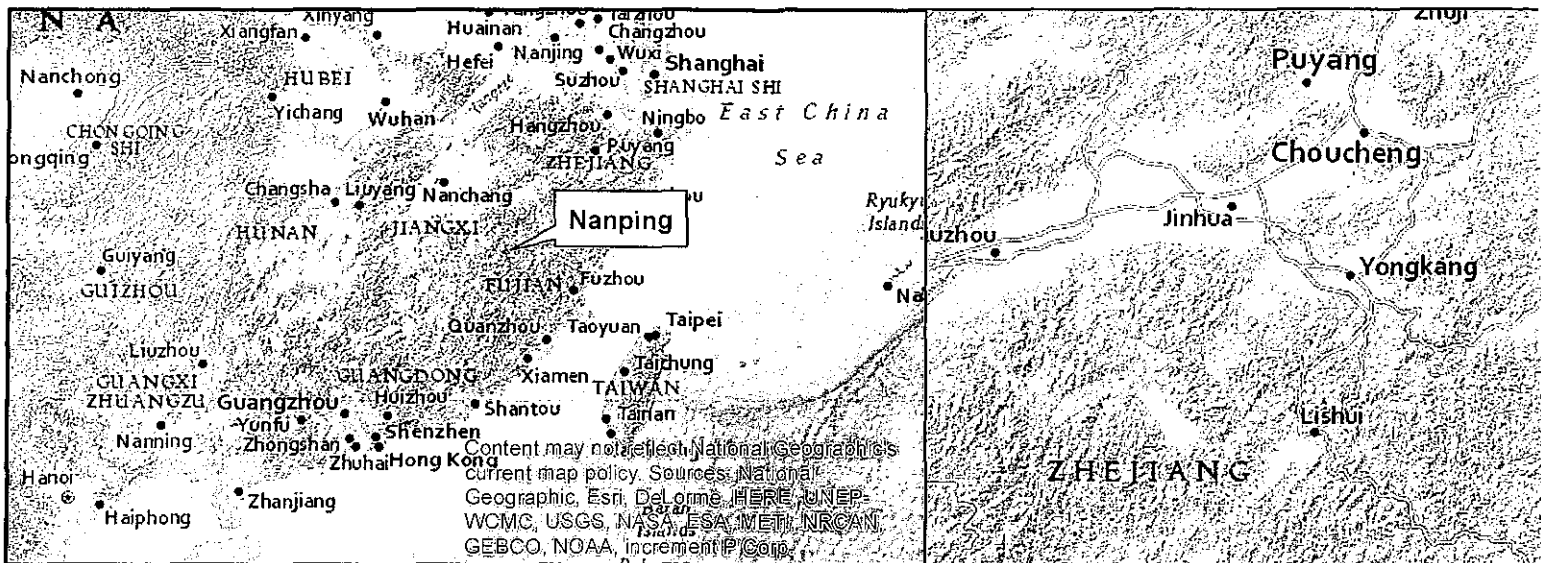 N A
Xinyang
Xiangfan
Huainan
Taizhou
Changzhou
Nanjing
Wuxi
Hefei
Shanghai
Suzhou
SHANGHAI SHI
Nanchong
HUBEI
Yichang
Wuhan
East China
Sea
Hangzhou
Ningbo
CHONGQING
SHI
ongqing
Puyang
ZHEJIANG
Changsha
Liuyang
Nanchang
ou
Ryukyu
Islands
Nanping
HUNAN
JIANGXI
Guiyang
GUIZHOU
FUJIAN
Fuzhou
Na
Quanzhou
Taoyuan
Taipei
Liuzhou
Xiamen
Taichung
GUANGXI
ZHUANGZU
GUANGDONG
TAIWAN
Guangzhou
Huizhou
Shantou
Tainan
Yunfu
Nanning
Zhongshan
Shenzhen
Zhuhai
Hong Kong
Hanoi
Haiphong
Zhanjiang
Content may not reflect National Geographic's
current map policy. Sources: National
Geographic, Esri, DeLorme, HERE, UNEP-
WCMC, USGS, NASA, ESA, METI, NRCAN,
GEBCO, NOAA, increment P Corp.
Zhuji
Puyang
Choucheng
Jinhua
uzhou
Yongkang
Lishui
ZHEJIANG